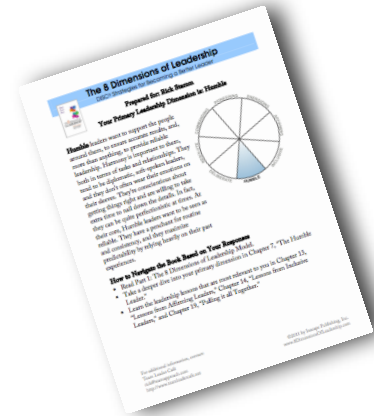 The 8 Dimensions of Leadership
DiSC® Strategies for Becoming a Better Leader
Prepared for: Rick Stamm
Your Primary Leadership Dimension is: Humble
Humble leaders want to support the people
around them, to ensure accurate results, and,
more than anything, to provide reliable
leadership. Harmony is important to them,
both in terms of tasks and relationships. They
tend to be diplomatic, soft-spoken leaders,
and they don't often wear their emotions on
their sleeves. They're conscientious about
getting things right and are willing to take
extra time to nail down the details. In fact,
they can be quite perfectionistic at times. At
their core, Humble leaders want to be seen as
reliable. They have a penchant for routine
and consistency, and they maximize
predictability by relying heavily on their past
experiences.
HUMBLE
How to Navigate the Book Based on Your Responses
• Read Part 1: The 8 Dimensions of Leadership Model.
• Take a deeper dive into your primary dimension in Chapter 7, "The Humble
Leader."
• Learn the leadership lessons that are most relevant to you in Chapter 13,
"Lessons from Affirming Leaders," Chapter 14, "Lessons from Inclusive
Leaders," and Chapter 19, "Pulling it all Together."
For additional information, contact: